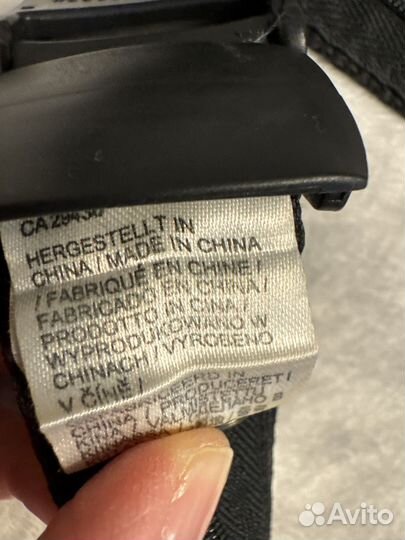 CA
HERGESTELLT IN
CHINA / MADE IN CHINA
/ FABRIQUÉ EN CHINE /
FABRICADO EN CHINA /
PRODOTTO IN CINA /
WYPRODUKOWANO W
CHINACH / VYROBENO
V ČÍNĚ /
Avito